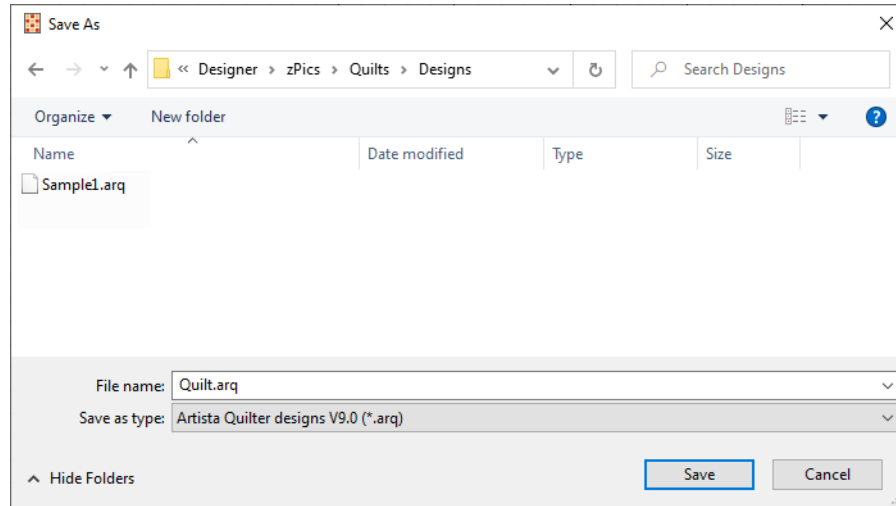 Save As
« Designer > zPics > Quilts > Designs
Search Designs
Organize
New folder
Name Date modified Type Size
Sample1.arq
File name: Quilt.arq
Save as type: Artista Quilter designs V9.0 (*.arq)
Hide Folders
Save
Cancel